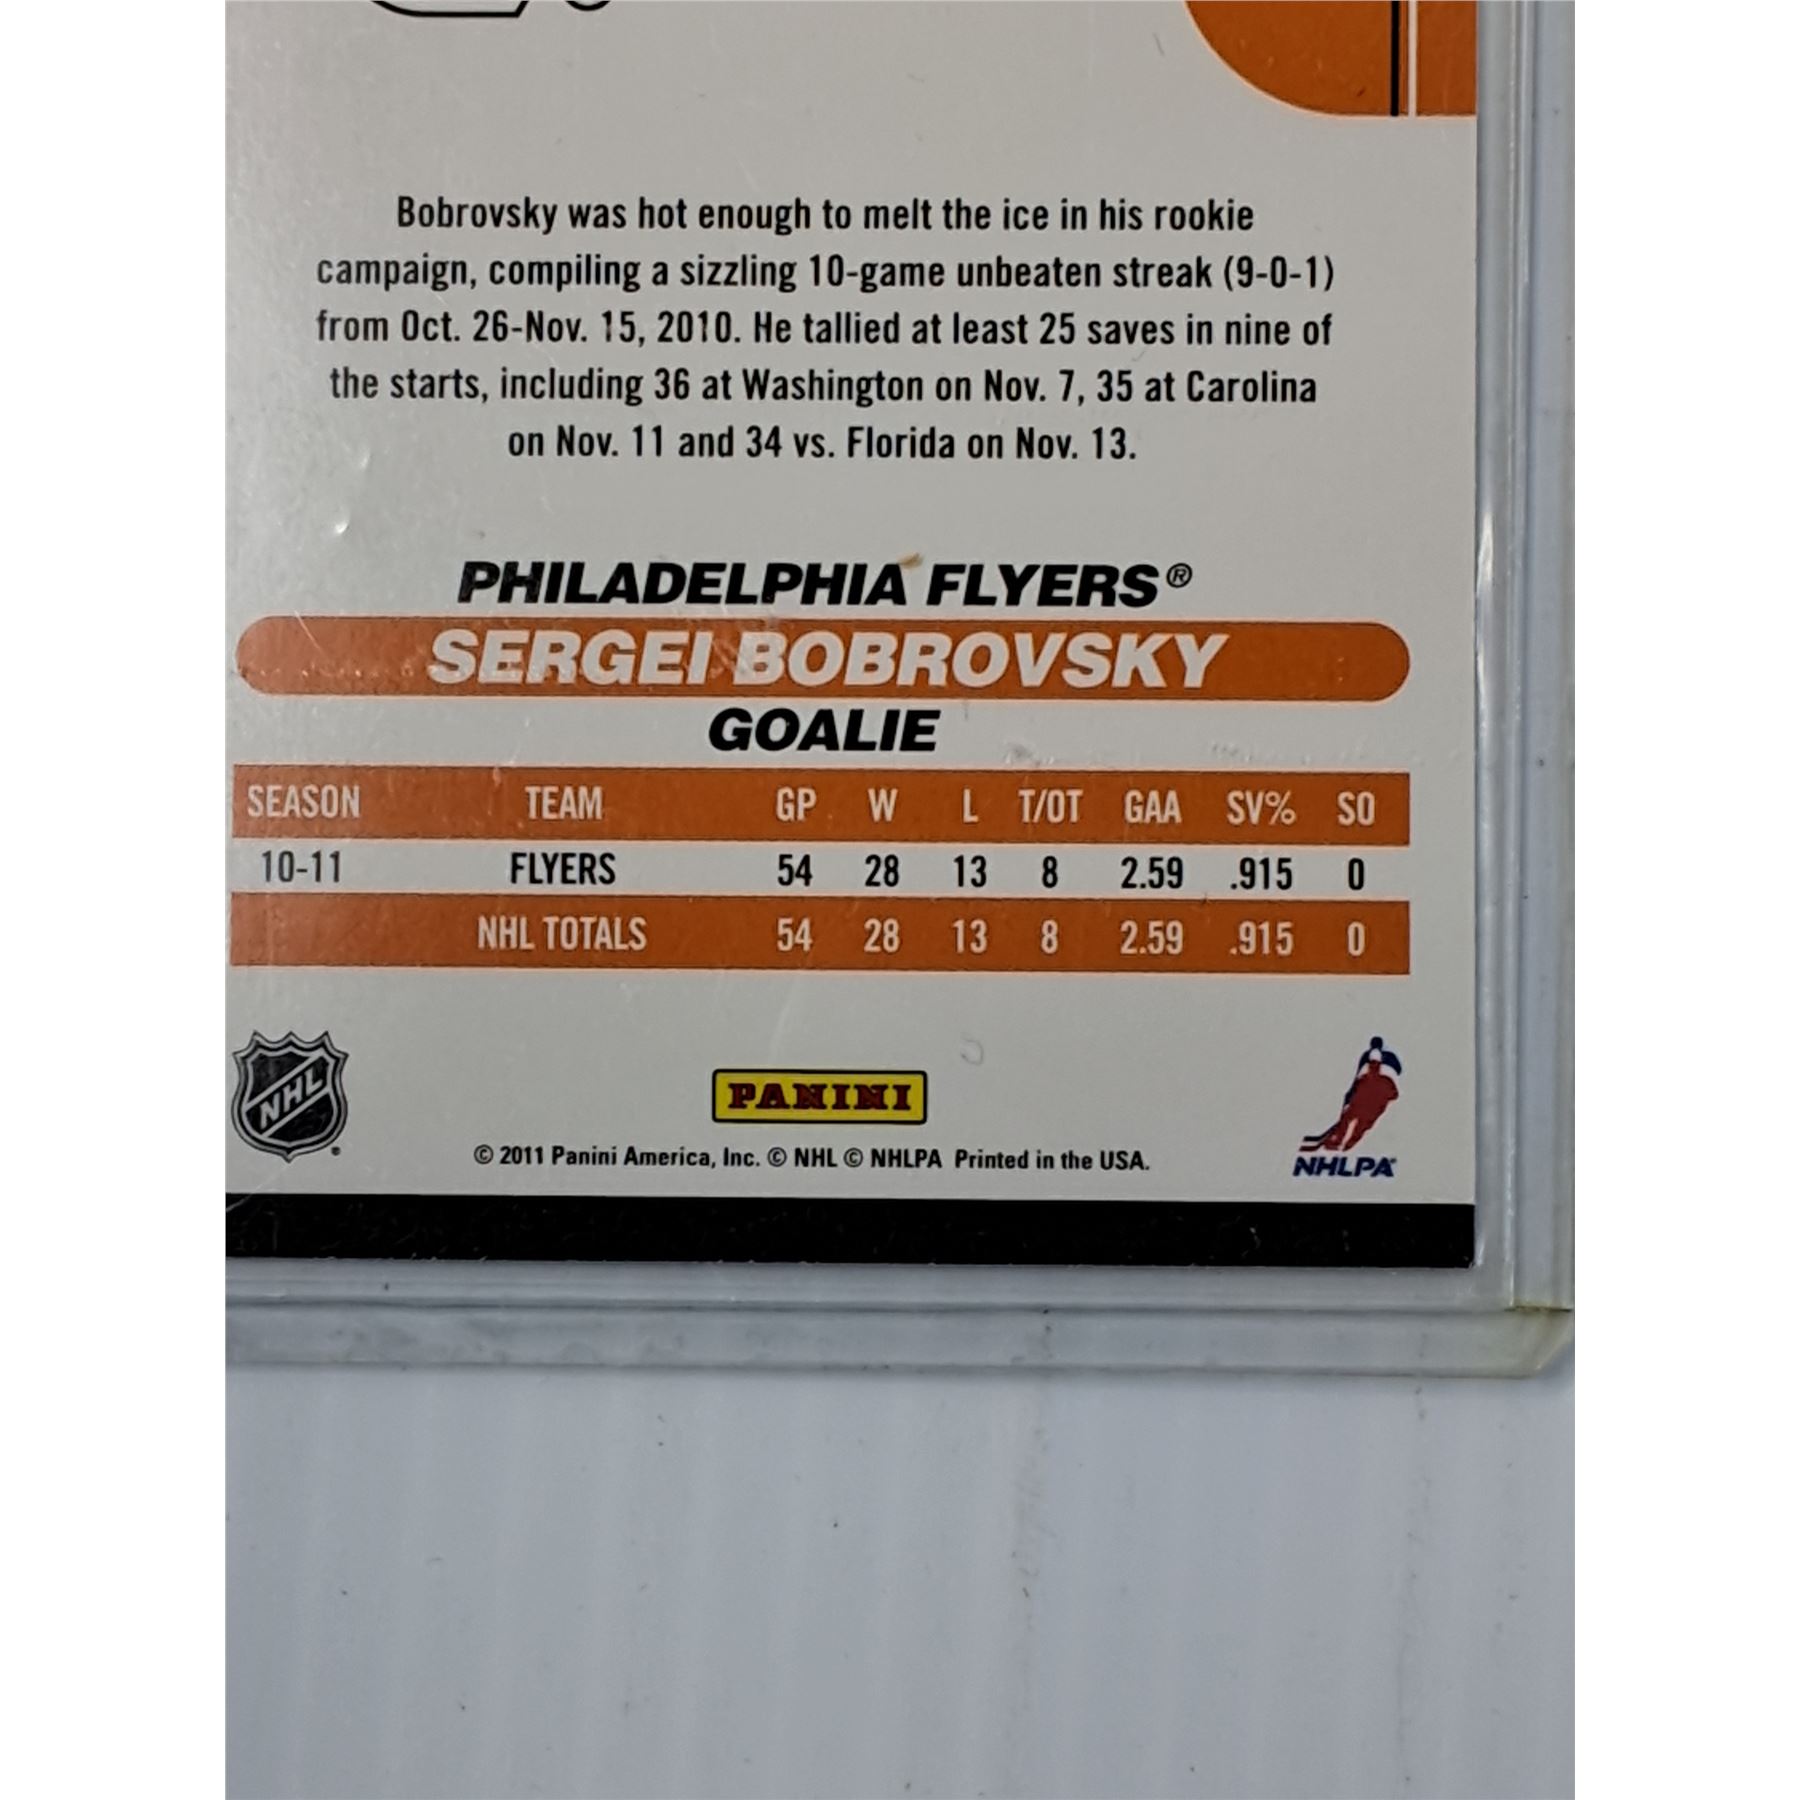 Bobrovsky was hot enough to melt the ice in his rookie
campaign, compiling a sizzling 10-game unbeaten streak (9-0-1)
from Oct. 26-Nov. 15, 2010. He tallied at least 25 saves in nine of
the starts, including 36 at Washington on Nov. 7, 35 at Carolina
on Nov. 11 and 34 vs. Florida on Nov. 13.
PHILADELPHIA FLYERS®
SERGEI BOBROVSKY
GOALIE
SEASON TEAM GP W L T/OT GAA SV% SO
10-11 FLYERS 54 28 13 8 2.59 .915 0
NHL TOTALS 54 28 13 8 2.59 .915 0
NHL
PANINI
© 2011 Panini America, Inc. © NHL © NHLPA Printed in the USA.
NHLPA